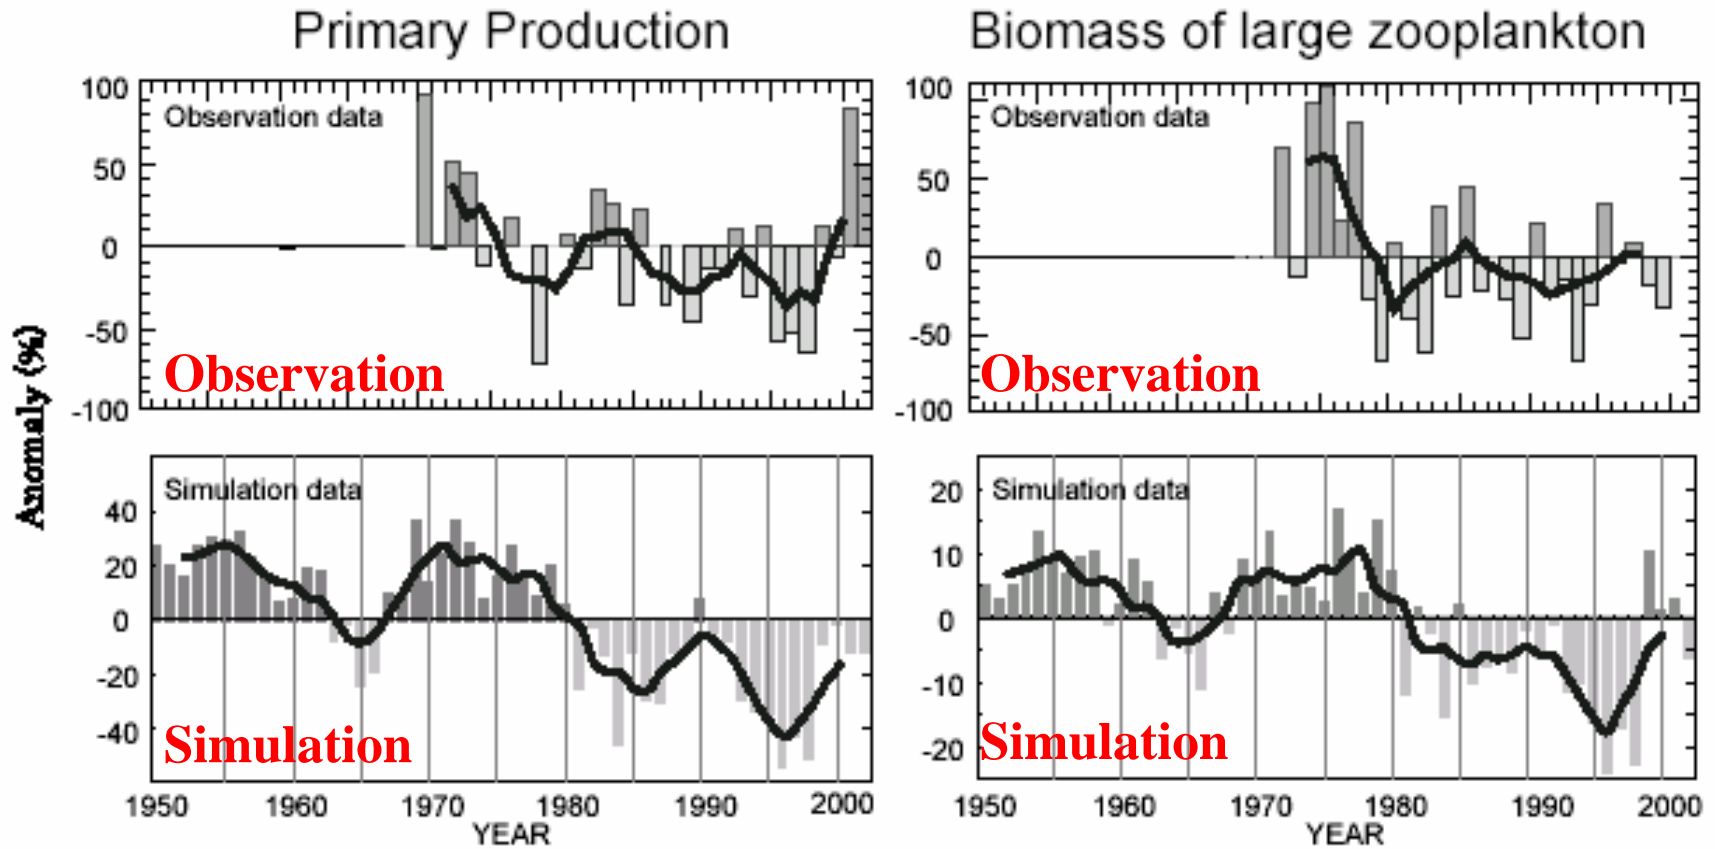 Primary Production
Biomass of large zooplankton
Anomaly (%)
100
50
0
-50
-100
Observation data
Observation
100
50
0
-50
-100
Observation data
Observation
40
20
0
-20
-40
Simulation data
Simulation
1950 1960 1970 1980 1990 2000
YEAR
20
10
0
-10
-20
Simulation data
Simulation
1950 1960 1970 1980 1990 2000
YEAR